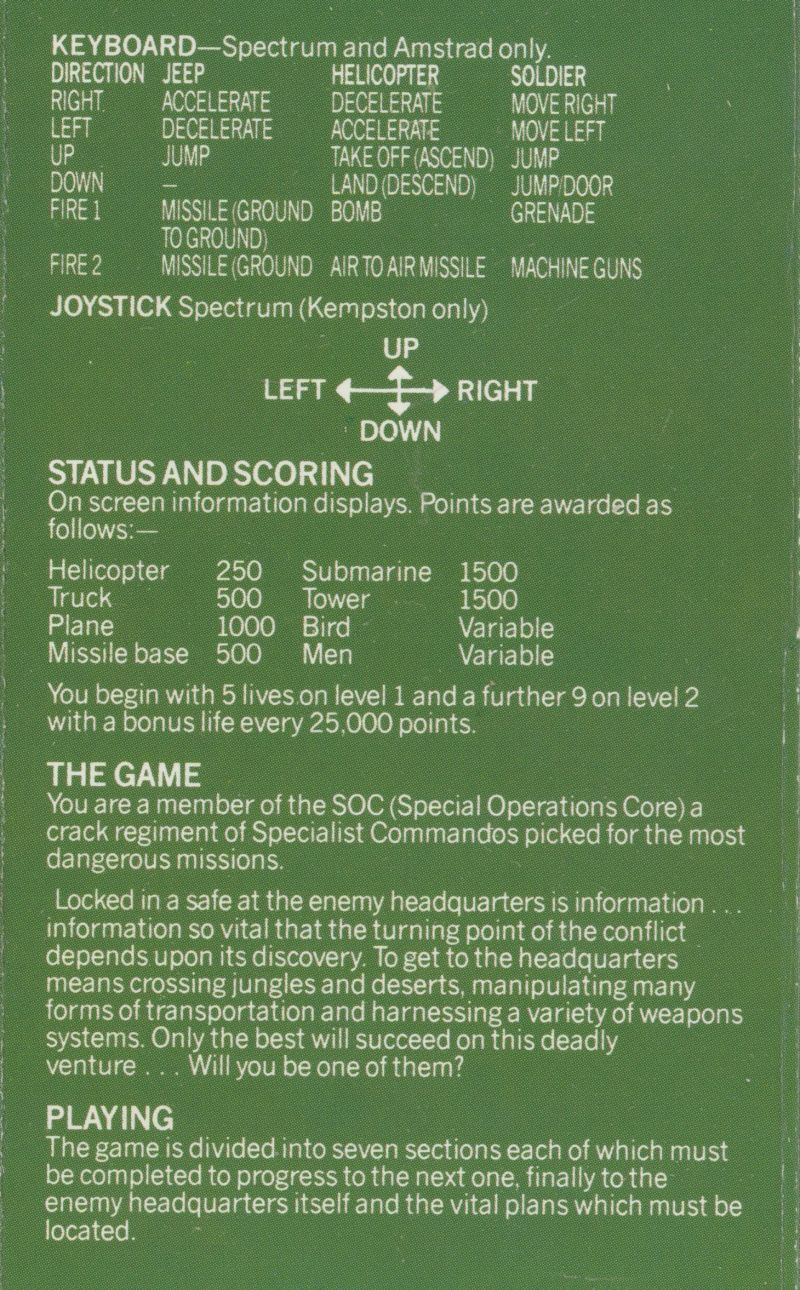 KEYBOARD—Spectrum and Amstrad only.
DIRECTION JEEP HELICOPTER SOLDIER
RIGHT ACCELERATE DECELERATE MOVE RIGHT
LEFT DECELERATE ACCELERATE MOVE LEFT
UP JUMP TAKE OFF (ASCEND) JUMP
DOWN — LAND (DESCEND) JUMP/DOOR
FIRE 1 MISSILE (GROUND BOMB GRENADE
TO GROUND)
FIRE 2 MISSILE (GROUND AIR TO AIR MISSILE MACHINE GUNS
JOYSTICK Spectrum (Kempston only)
UP
LEFT RIGHT
DOWN
STATUS AND SCORING
On screen information displays. Points are awarded as
follows:—
Helicopter 250 Submarine 1500
Truck 500 Tower 1500
Plane 1000 Bird Variable
Missile base 500 Men Variable
You begin with 5 lives on level 1 and a further 9 on level 2
with a bonus life every 25,000 points.
THE GAME
You are a member of the SOC (Special Operations Core) a
crack regiment of Specialist Commandos picked for the most
dangerous missions.
Locked in a safe at the enemy headquarters is information . . .
information so vital that the turning point of the conflict
depends upon its discovery. To get to the headquarters
means crossing jungles and deserts, manipulating many
forms of transportation and harnessing a variety of weapons
systems. Only the best will succeed on this deadly
venture . . . Will you be one of them?
PLAYING
The game is divided into seven sections each of which must
be completed to progress to the next one, finally to the
enemy headquarters itself and the vital plans which must be
located.